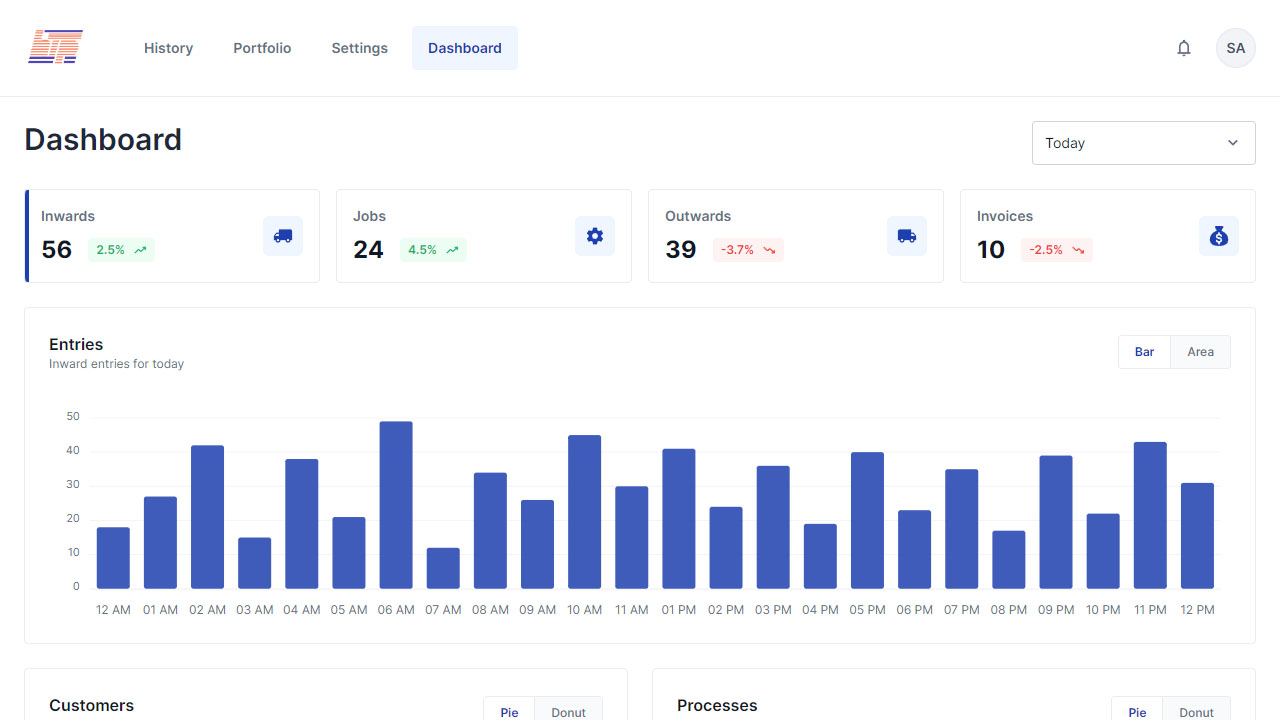 History Portfolio Settings Dashboard SA
Dashboard
Today
Inwards Jobs Outwards Invoices
56 2.5% 24 4.5% 39 -3.7% 10 -2.5%
Entries
Inward entries for today
Bar Area
50
40
30
20
10
0
12 AM 01 AM 02 AM 03 AM 04 AM 05 AM 06 AM 07 AM 08 AM 09 AM 10 AM 11 AM 01 PM 02 PM 03 PM 04 PM 05 PM 06 PM 07 PM 08 PM 09 PM 10 PM 11 PM 12 PM
Customers Processes
Pie Donut Pie Donut